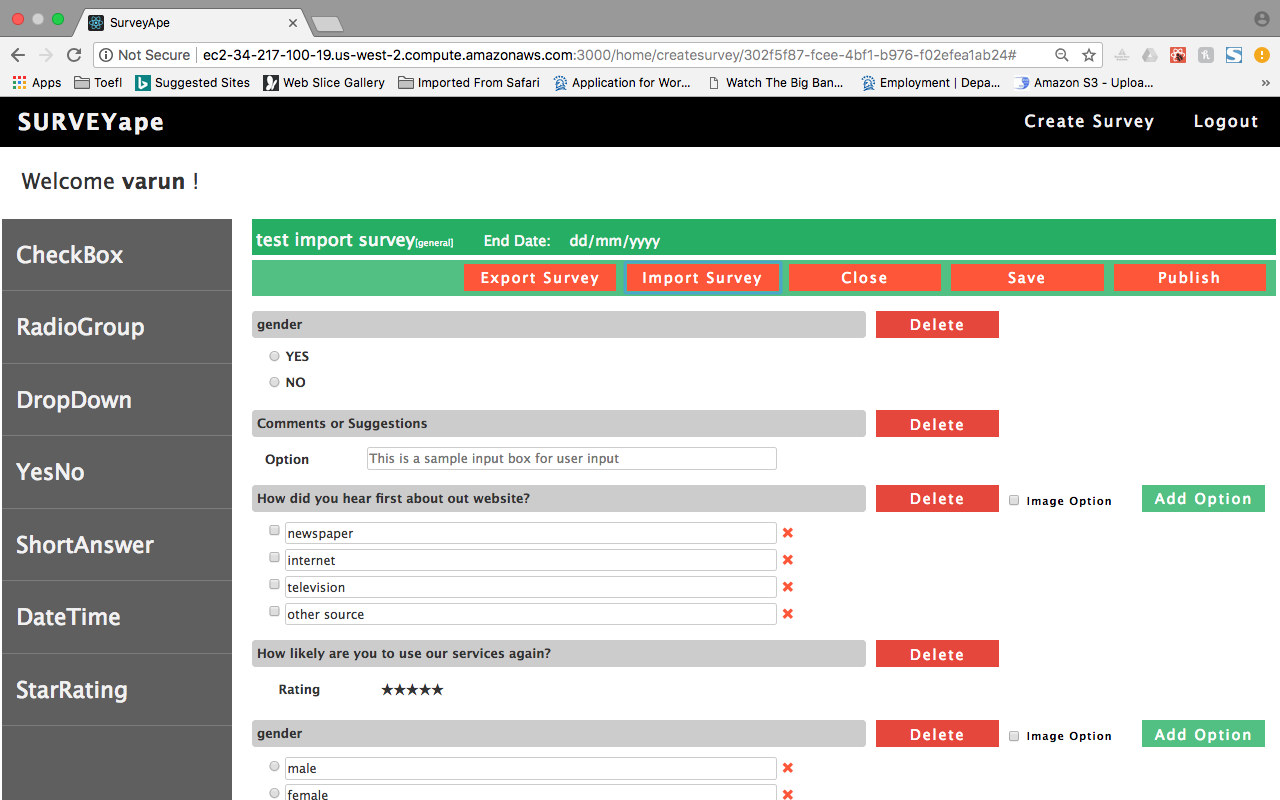 SurveyApe
Not Secure | ec2-34-217-100-19.us-west-2.compute.amazonaws.com:3000/home/createsurvey/302f5f87-fcee-4bf1-b976-f02efea1ab24#
Apps Toefl Suggested Sites Web Slice Gallery Imported From Safari Application for Wor... Watch The Big Ban... Employment | Depa... Amazon S3 - Uploa... »
SURVEYape Create Survey Logout
Welcome varun !
CheckBox
RadioGroup
DropDown
YesNo
ShortAnswer
DateTime
StarRating
test import survey[general] End Date: dd/mm/yyyy
Export Survey Import Survey Close Save Publish
gender Delete
YES
NO
Comments or Suggestions Delete
Option This is a sample input box for user input
How did you hear first about out website? Delete Image Option Add Option
newspaper
internet
television
other source
How likely are you to use our services again? Delete
Rating ★★★★★
gender Delete Image Option Add Option
male
female